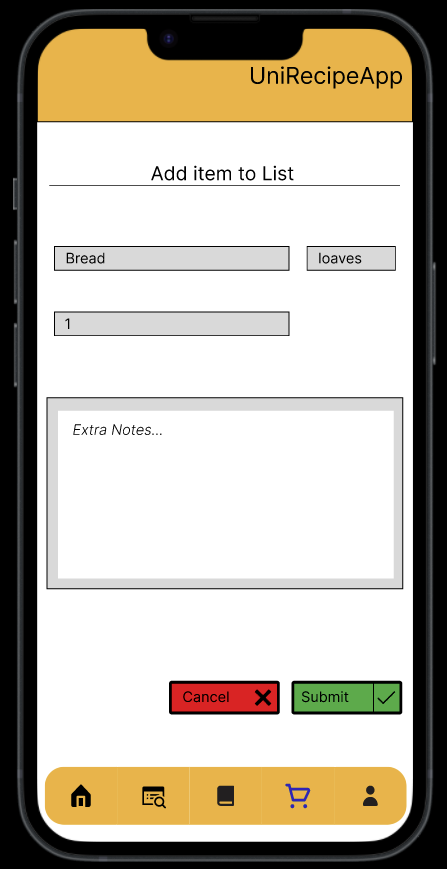 UniRecipeApp
Add item to List
Bread loaves
1
Extra Notes...
Cancel Submit